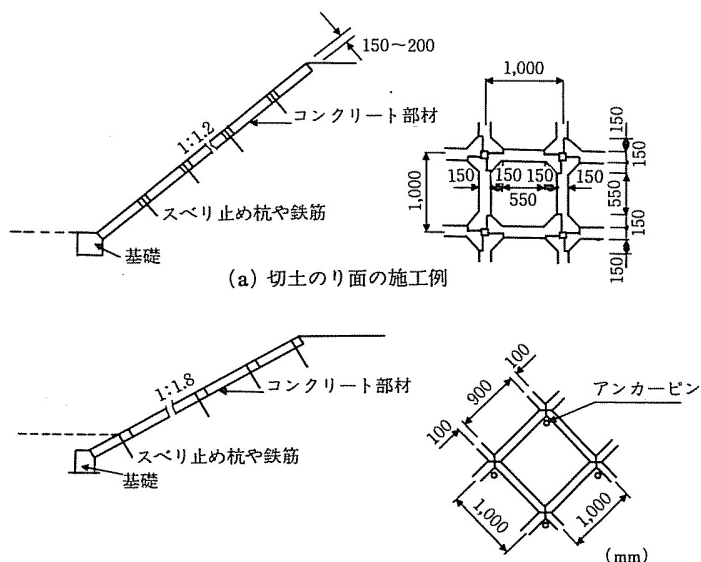 150～200
コンクリート部材
1:1.2
スベリ止め杭や鉄筋
基礎
1,000
1,000
150
150
150
150
550
150
150
550
150
150
(a) 切土のり面の施工例
1:1.8
コンクリート部材
スベリ止め杭や鉄筋
基礎
100
900
100
アンカーピン
1,000
1,000
(mm)